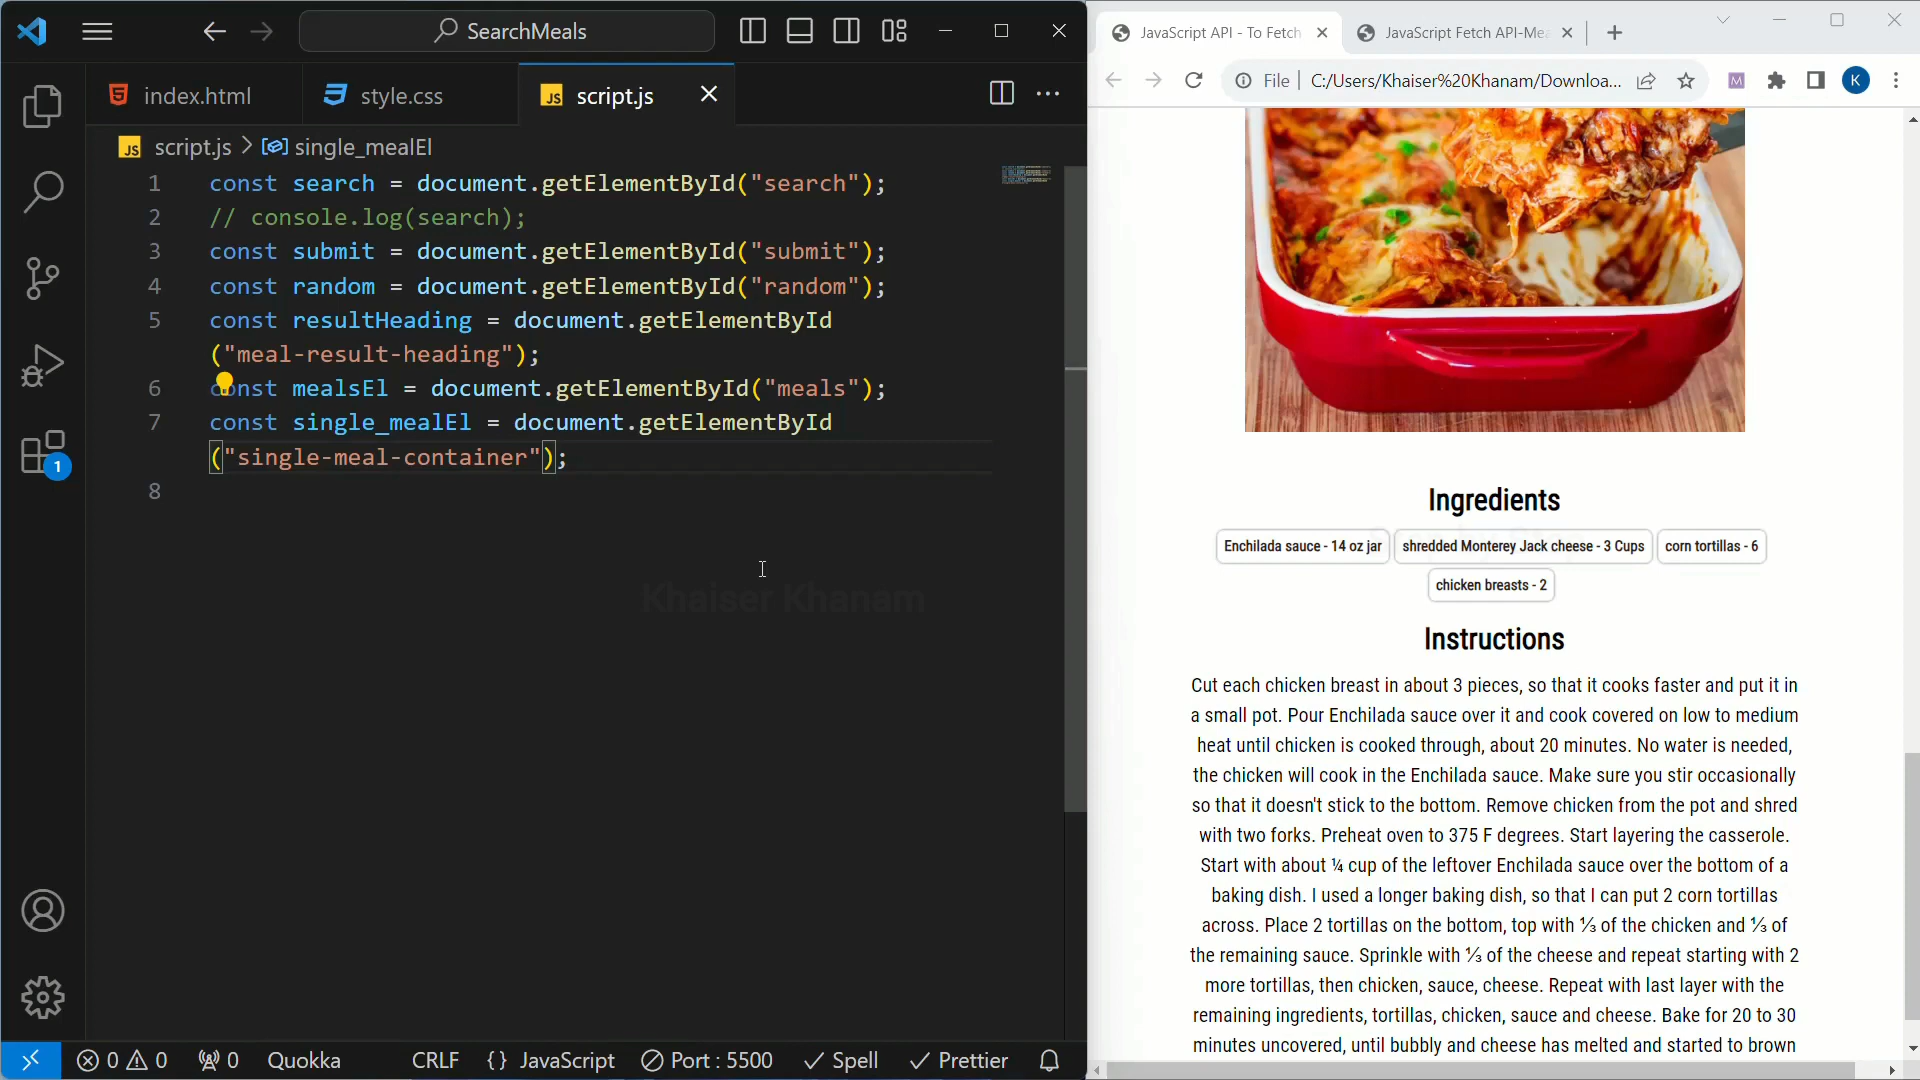 SearchMeals
index.html
style.css
script.js
script.js > single_mealEl
1 const search = document.getElementById("search");
2 // console.log(search);
3 const submit = document.getElementById("submit");
4 const random = document.getElementById("random");
5 const resultHeading = document.getElementById
("meal-result-heading");
6 const mealsEl = document.getElementById("meals");
7 const single_mealEl = document.getElementById
("single-meal-container");
8
Khaiser Khanam
1
0 0 0 Quokka CRLF {} JavaScript Port : 5500 Spell Prettier
JavaScript API - To Fetch
JavaScript Fetch API-Me
File | C:/Users/Khaiser%20Khanam/Downloa...
M
K
Ingredients
Enchilada sauce - 14 oz jar
shredded Monterey Jack cheese - 3 Cups
corn tortillas - 6
chicken breasts - 2
Instructions
Cut each chicken breast in about 3 pieces, so that it cooks faster and put it in
a small pot. Pour Enchilada sauce over it and cook covered on low to medium
heat until chicken is cooked through, about 20 minutes. No water is needed,
the chicken will cook in the Enchilada sauce. Make sure you stir occasionally
so that it doesn't stick to the bottom. Remove chicken from the pot and shred
with two forks. Preheat oven to 375 F degrees. Start layering the casserole.
Start with about ¼ cup of the leftover Enchilada sauce over the bottom of a
baking dish. I used a longer baking dish, so that I can put 2 corn tortillas
across. Place 2 tortillas on the bottom, top with ⅓ of the chicken and ⅓ of
the remaining sauce. Sprinkle with ⅓ of the cheese and repeat starting with 2
more tortillas, then chicken, sauce, cheese. Repeat with last layer with the
remaining ingredients, tortillas, chicken, sauce and cheese. Bake for 20 to 30
minutes uncovered, until bubbly and cheese has melted and started to brown